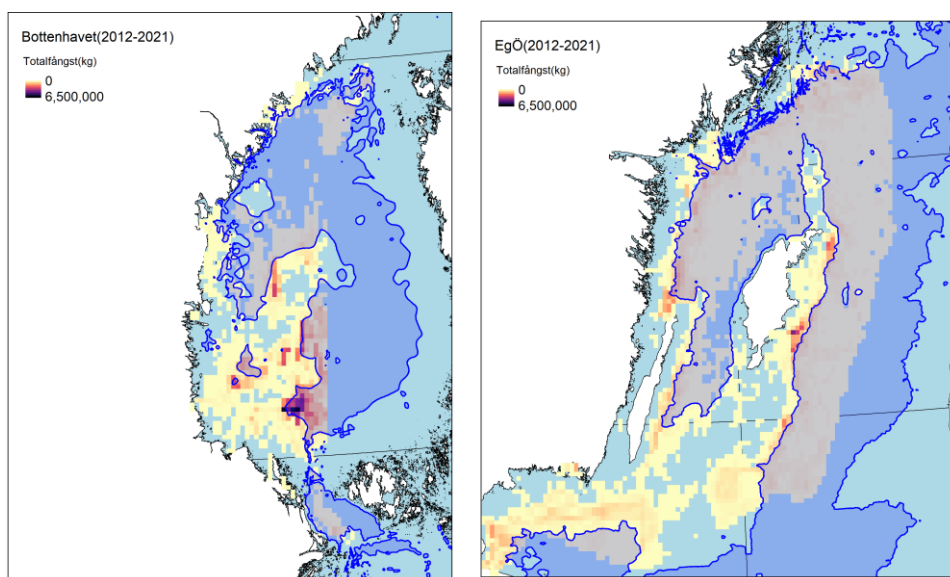 Bottenhavet(2012-2021)
Totalfångst(kg)
0
6,500,000
EgÖ(2012-2021)
Totalfångst(kg)
0
6,500,000